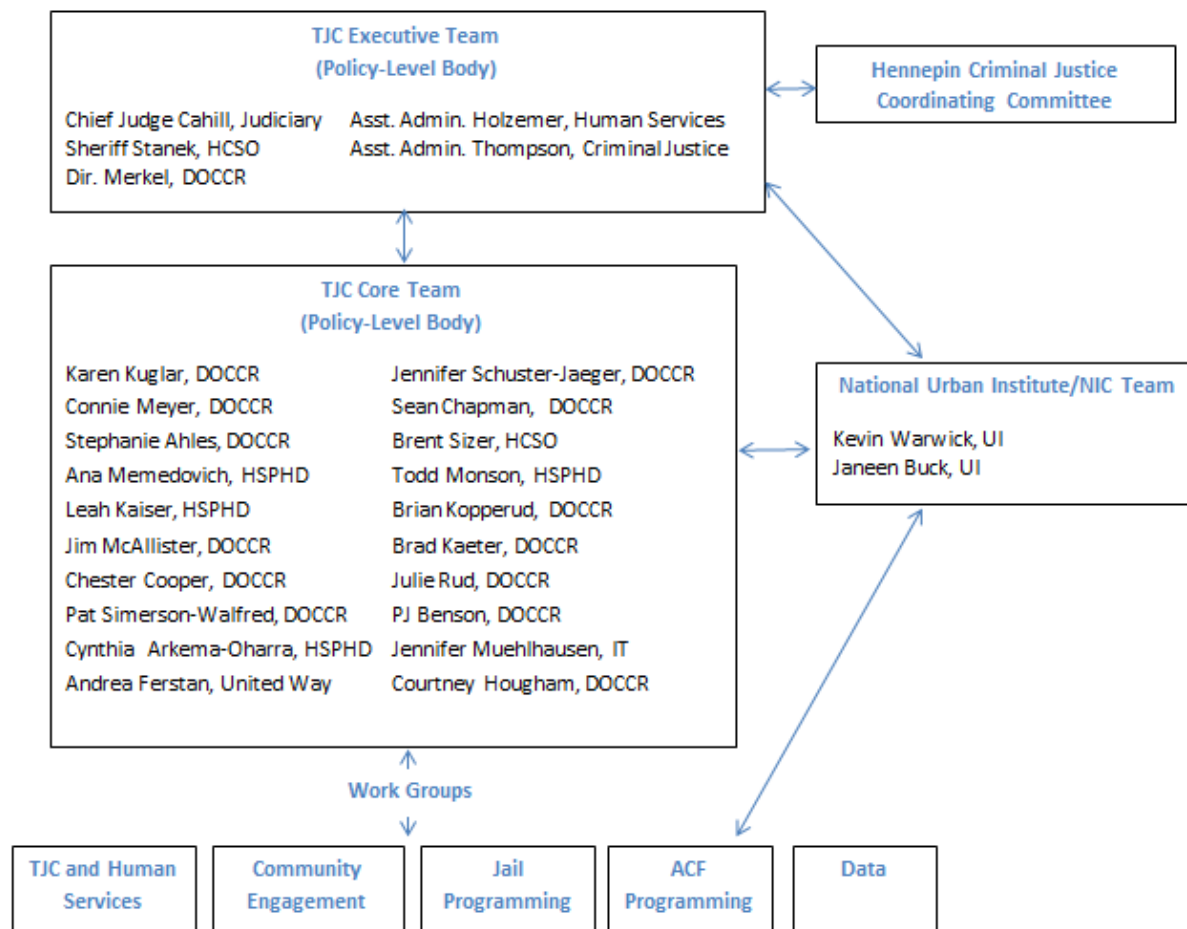 TJC Executive Team
(Policy-Level Body)
Chief Judge Cahill, Judiciary Asst. Admin. Holzemer, Human Services
Sheriff Stanek, HCSO Asst. Admin. Thompson, Criminal Justice
Dir. Merkel, DOCCR
Hennepin Criminal Justice
Coordinating Committee
TJC Core Team
(Policy-Level Body)
Karen Kuglar, DOCCR Jennifer Schuster-Jaeger, DOCCR
Connie Meyer, DOCCR Sean Chapman, DOCCR
Stephanie Ahles, DOCCR Brent Sizer, HCSO
Ana Memedovich, HSPHD Todd Monson, HSPHD
Leah Kaiser, HSPHD Brian Kopperud, DOCCR
Jim McAllister, DOCCR Brad Kaeter, DOCCR
Chester Cooper, DOCCR Julie Rud, DOCCR
Pat Simerson-Walfred, DOCCR PJ Benson, DOCCR
Cynthia Arkema-Oharra, HSPHD Jennifer Muehlhausen, IT
Andrea Ferstan, United Way Courtney Hougham, DOCCR
National Urban Institute/NIC Team
Kevin Warwick, UI
Janeen Buck, UI
Work Groups
TJC and Human
Services
Community
Engagement
Jail
Programming
ACF
Programming
Data